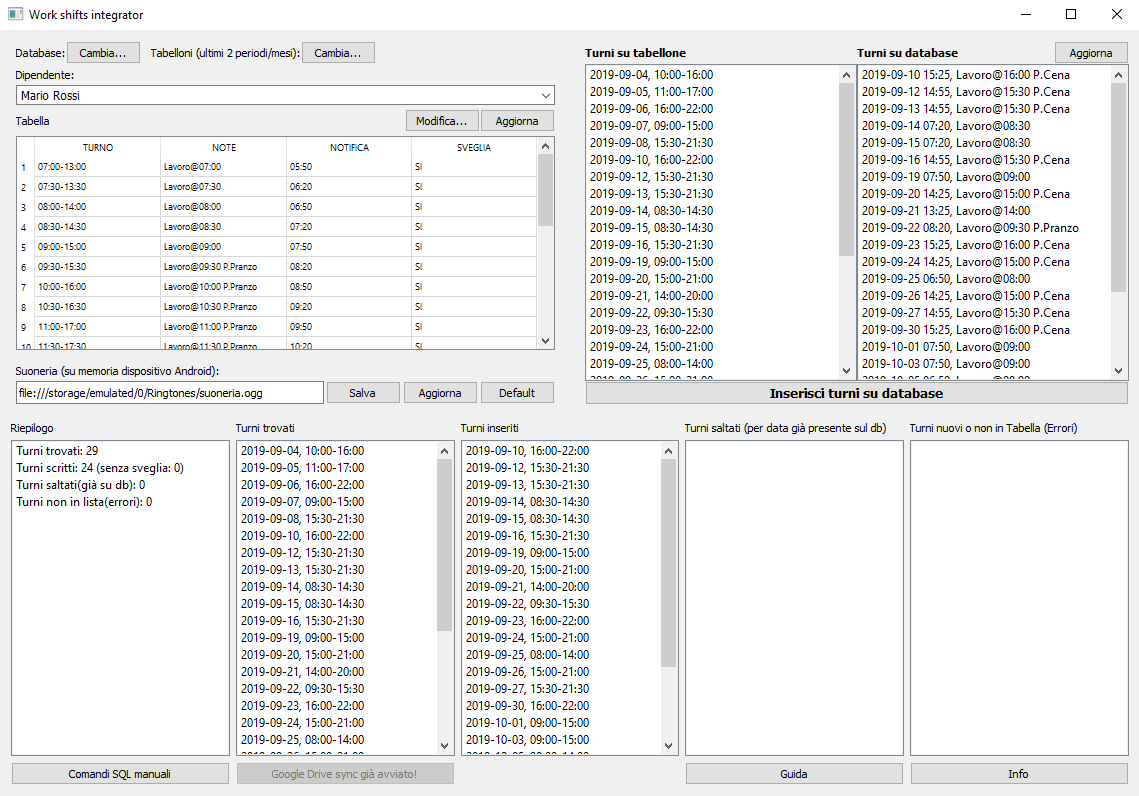 Work shifts integrator
Database: Cambia... Tabelloni (ultimi 2 periodi/mesi): Cambia...
Dipendente:
Mario Rossi
Tabella Modifica... Aggiorna
TURNO NOTE NOTIFICA SVEGLIA
1 07:00-13:00 Lavoro@07:00 05:50 SI
2 07:30-13:30 Lavoro@07:30 06:20 SI
3 08:00-14:00 Lavoro@08:00 06:50 SI
4 08:30-14:30 Lavoro@08:30 07:20 SI
5 09:00-15:00 Lavoro@09:00 07:50 SI
6 09:30-15:30 Lavoro@09:30 P.Pranzo 08:20 SI
7 10:00-16:00 Lavoro@10:00 P.Pranzo 08:50 SI
8 10:30-16:30 Lavoro@10:30 P.Pranzo 09:20 SI
9 11:00-17:00 Lavoro@11:00 P.Pranzo 09:50 SI
10 11:30-17:30 Lavoro@11:30 P.Pranzo 10:20 SI
Suoneria (su memoria dispositivo Android):
file:///storage/emulated/0/Ringtones/suoneria.ogg Salva Aggiorna Default
Turni su tabellone
2019-09-04, 10:00-16:00
2019-09-05, 11:00-17:00
2019-09-06, 16:00-22:00
2019-09-07, 09:00-15:00
2019-09-08, 15:30-21:30
2019-09-10, 16:00-22:00
2019-09-12, 15:30-21:30
2019-09-13, 15:30-21:30
2019-09-14, 08:30-14:30
2019-09-15, 08:30-14:30
2019-09-16, 15:30-21:30
2019-09-19, 09:00-15:00
2019-09-20, 15:00-21:00
2019-09-21, 14:00-20:00
2019-09-22, 09:30-15:30
2019-09-23, 16:00-22:00
2019-09-24, 15:00-21:00
2019-09-25, 08:00-14:00
2019-09-26, 15:00-21:00
Turni su database Aggiorna
2019-09-10 15:25, Lavoro@16:00 P.Cena
2019-09-12 14:55, Lavoro@15:30 P.Cena
2019-09-13 14:55, Lavoro@15:30 P.Cena
2019-09-14 07:20, Lavoro@08:30
2019-09-15 07:20, Lavoro@08:30
2019-09-16 14:55, Lavoro@15:30 P.Cena
2019-09-19 07:50, Lavoro@09:00
2019-09-20 14:25, Lavoro@15:00 P.Cena
2019-09-21 13:25, Lavoro@14:00
2019-09-22 08:20, Lavoro@09:30 P.Pranzo
2019-09-23 15:25, Lavoro@16:00 P.Cena
2019-09-24 14:25, Lavoro@15:00 P.Cena
2019-09-25 06:50, Lavoro@08:00
2019-09-26 14:25, Lavoro@15:00 P.Cena
2019-09-27 14:55, Lavoro@15:30 P.Cena
2019-09-30 15:25, Lavoro@16:00 P.Cena
2019-10-01 07:50, Lavoro@09:00
2019-10-03 07:50, Lavoro@09:00
Inserisci turni su database
Riepilogo
Turni trovati: 29
Turni scritti: 24 (senza sveglia: 0)
Turni saltati(già su db): 0
Turni non in lista(errori): 0
Turni trovati
2019-09-04, 10:00-16:00
2019-09-05, 11:00-17:00
2019-09-06, 16:00-22:00
2019-09-07, 09:00-15:00
2019-09-08, 15:30-21:30
2019-09-10, 16:00-22:00
2019-09-12, 15:30-21:30
2019-09-13, 15:30-21:30
2019-09-14, 08:30-14:30
2019-09-15, 08:30-14:30
2019-09-16, 15:30-21:30
2019-09-19, 09:00-15:00
2019-09-20, 15:00-21:00
2019-09-21, 14:00-20:00
2019-09-22, 09:30-15:30
2019-09-23, 16:00-22:00
2019-09-24, 15:00-21:00
2019-09-25, 08:00-14:00
Turni inseriti
2019-09-10, 16:00-22:00
2019-09-12, 15:30-21:30
2019-09-13, 15:30-21:30
2019-09-14, 08:30-14:30
2019-09-15, 08:30-14:30
2019-09-16, 15:30-21:30
2019-09-19, 09:00-15:00
2019-09-20, 15:00-21:00
2019-09-21, 14:00-20:00
2019-09-22, 09:30-15:30
2019-09-23, 16:00-22:00
2019-09-24, 15:00-21:00
2019-09-25, 08:00-14:00
2019-09-26, 15:00-21:00
2019-09-27, 15:30-21:30
2019-09-30, 16:00-22:00
2019-10-01, 09:00-15:00
2019-10-03, 09:00-15:00
Turni saltati (per data già presente sul db)
Turni nuovi o non in Tabella (Errori)
Comandi SQL manuali Google Drive sync già avviato! Guida Info